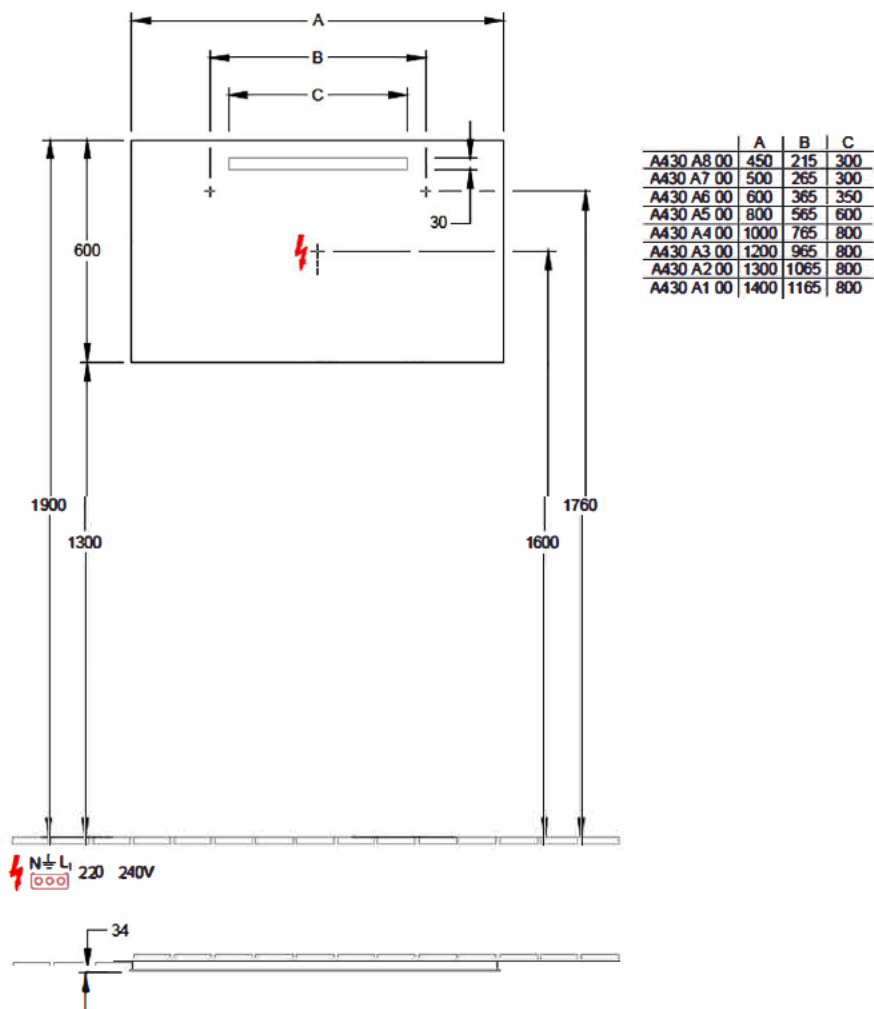 A
B
C
A B C
A430 A8 00 450 215 300
A430 A7 00 500 265 300
A430 A6 00 600 365 350
A430 A5 00 800 565 600
A430 A4 00 1000 765 800
A430 A3 00 1200 965 800
A430 A2 00 1300 1065 800
A430 A1 00 1400 1165 800
30
600
1900
1760
1300
1600
N L1 220 240V
34